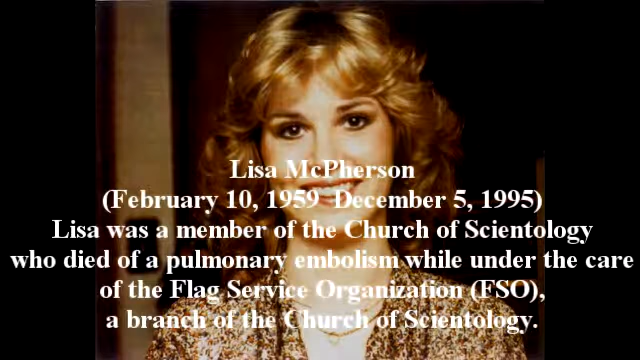 Lisa McPherson
(February 10, 1959  December 5, 1995)
Lisa was a member of the Church of Scientology
who died of a pulmonary embolism while under the care
of the Flag Service Organization (FSO),
a branch of the Church of Scientology.